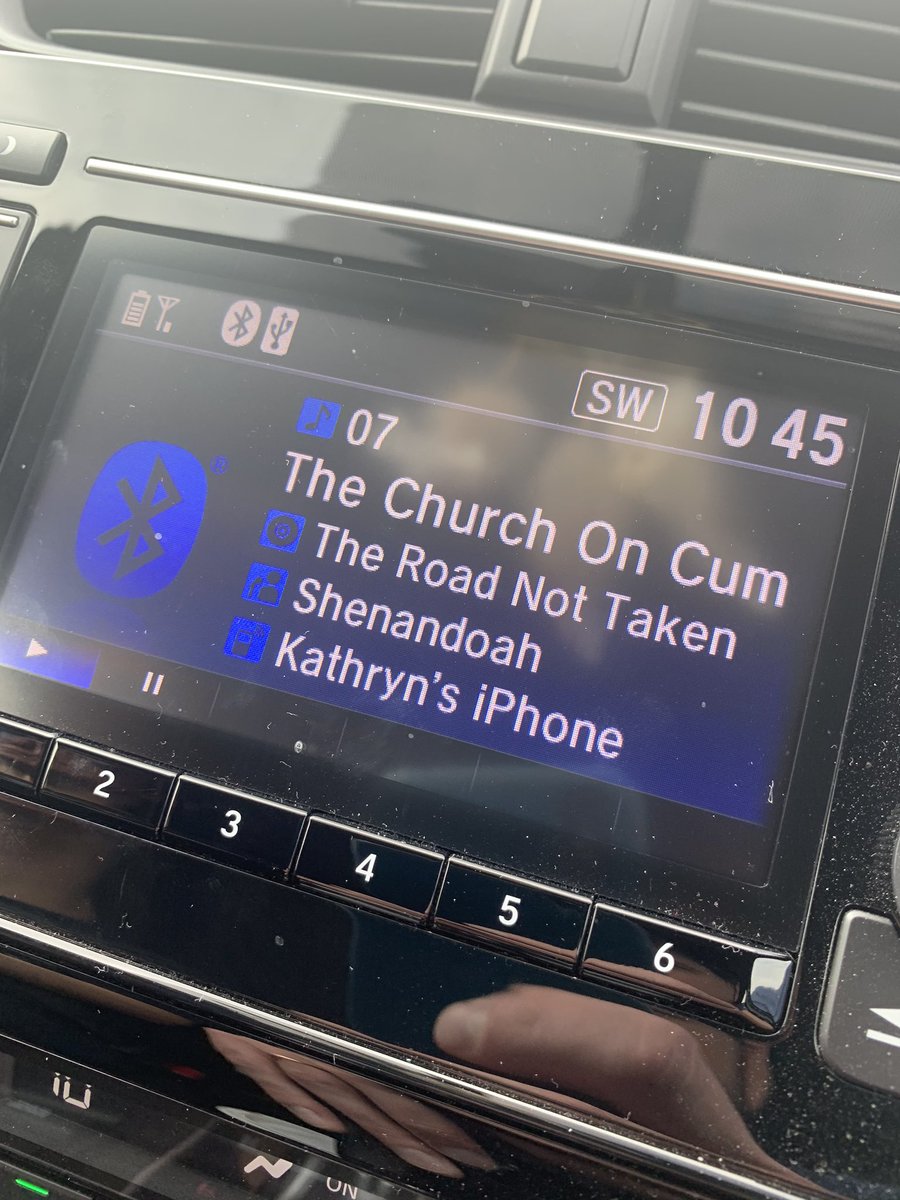 SW 10 45
07
The Church On Cum
The Road Not Taken
Shenandoah
Kathryn's iPhone
2
3
4
5
6
ON